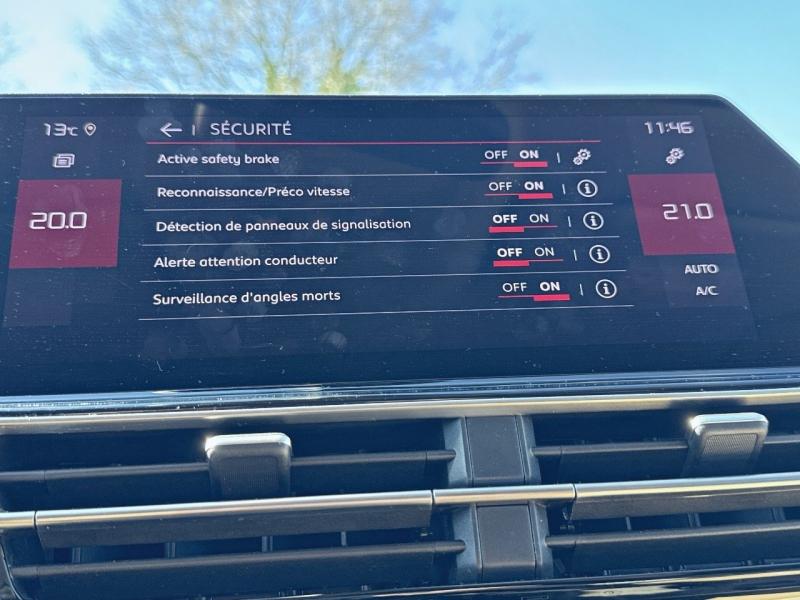 13°C
← | SÉCURITÉ
11:46
Active safety brake OFF ON |
Reconnaissance/Préco vitesse OFF ON | i
20.0
21.0
Détection de panneaux de signalisation OFF ON | i
Alerte attention conducteur OFF ON | i
AUTO
Surveillance d'angles morts OFF ON | i
A/C